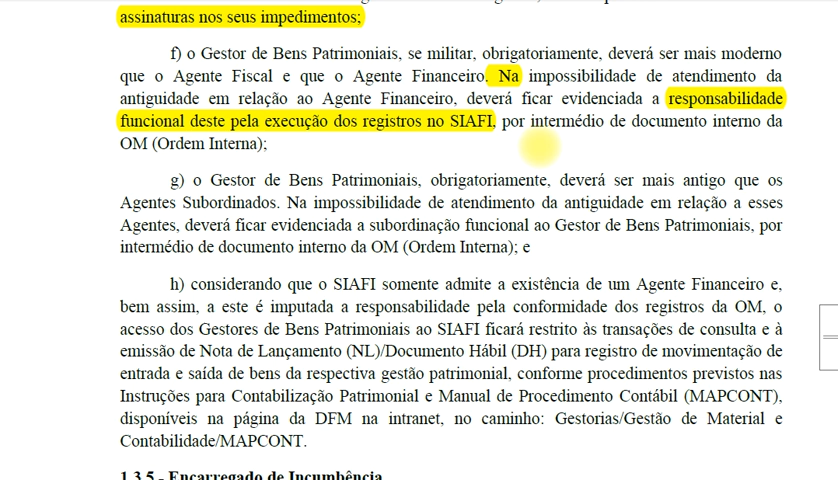 assinaturas nos seus impedimentos;
f) o Gestor de Bens Patrimoniais, se militar, obrigatoriamente, deverá ser mais moderno
que o Agente Fiscal e que o Agente Financeiro. Na impossibilidade de atendimento da
antiguidade em relação ao Agente Financeiro, deverá ficar evidenciada a responsabilidade
funcional deste pela execução dos registros no SIAFI, por intermédio de documento interno da
OM (Ordem Interna);
g) o Gestor de Bens Patrimoniais, obrigatoriamente, deverá ser mais antigo que os
Agentes Subordinados. Na impossibilidade de atendimento da antiguidade em relação a esses
Agentes, deverá ficar evidenciada a subordinação funcional ao Gestor de Bens Patrimoniais, por
intermédio de documento interno da OM (Ordem Interna); e
h) considerando que o SIAFI somente admite a existência de um Agente Financeiro e,
bem assim, a este é imputada a responsabilidade pela conformidade dos registros da OM, o
acesso dos Gestores de Bens Patrimoniais ao SIAFI ficará restrito às transações de consulta e à
emissão de Nota de Lançamento (NL)/Documento Hábil (DH) para registro de movimentação de
entrada e saída de bens da respectiva gestão patrimonial, conforme procedimentos previstos nas
Instruções para Contabilização Patrimonial e Manual de Procedimento Contábil (MAPCONT),
disponíveis na página da DFM na intranet, no caminho: Gestorias/Gestão de Material e
Contabilidade/MAPCONT.
1.3.5 - Encarregado de Incumbência